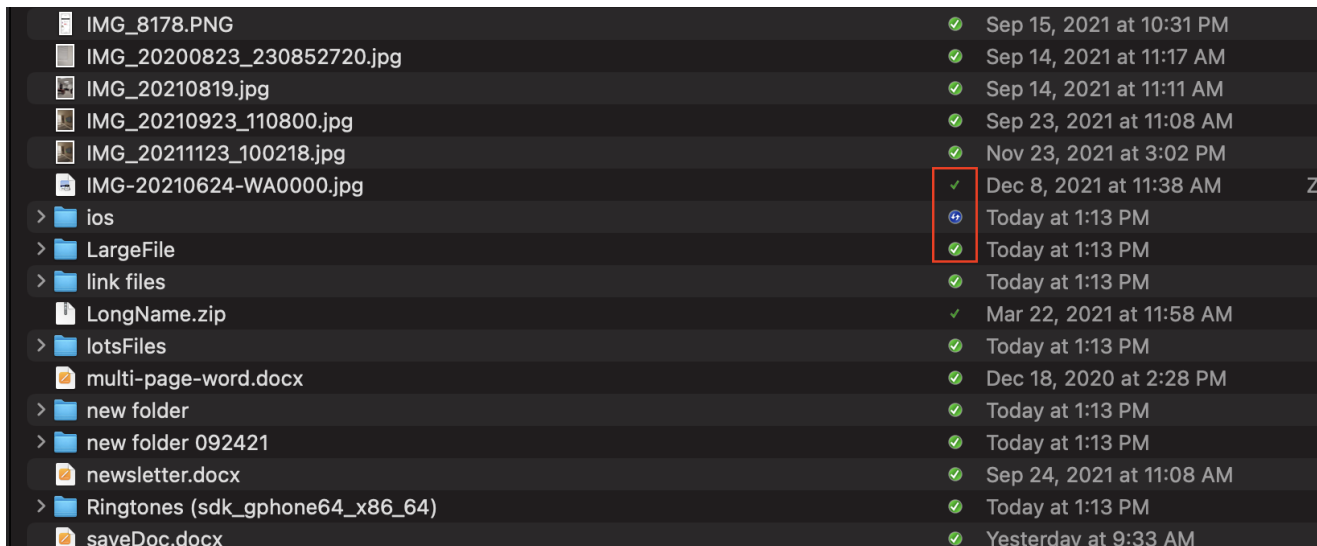 IMG_8178.PNG Sep 15, 2021 at 10:31 PM
IMG_20200823_230852720.jpg Sep 14, 2021 at 11:17 AM
IMG_20210819.jpg Sep 14, 2021 at 11:11 AM
IMG_20210923_110800.jpg Sep 23, 2021 at 11:08 AM
IMG_20211123_100218.jpg Nov 23, 2021 at 3:02 PM
IMG-20210624-WA0000.jpg Dec 8, 2021 at 11:38 AM Z
ios Today at 1:13 PM
LargeFile Today at 1:13 PM
link files Today at 1:13 PM
LongName.zip Mar 22, 2021 at 11:58 AM
lotsFiles Today at 1:13 PM
multi-page-word.docx Dec 18, 2020 at 2:28 PM
new folder Today at 1:13 PM
new folder 092421 Today at 1:13 PM
newsletter.docx Sep 24, 2021 at 11:08 AM
Ringtones (sdk_gphone64_x86_64) Today at 1:13 PM
saveDoc.docx Yesterday at 9:33 AM